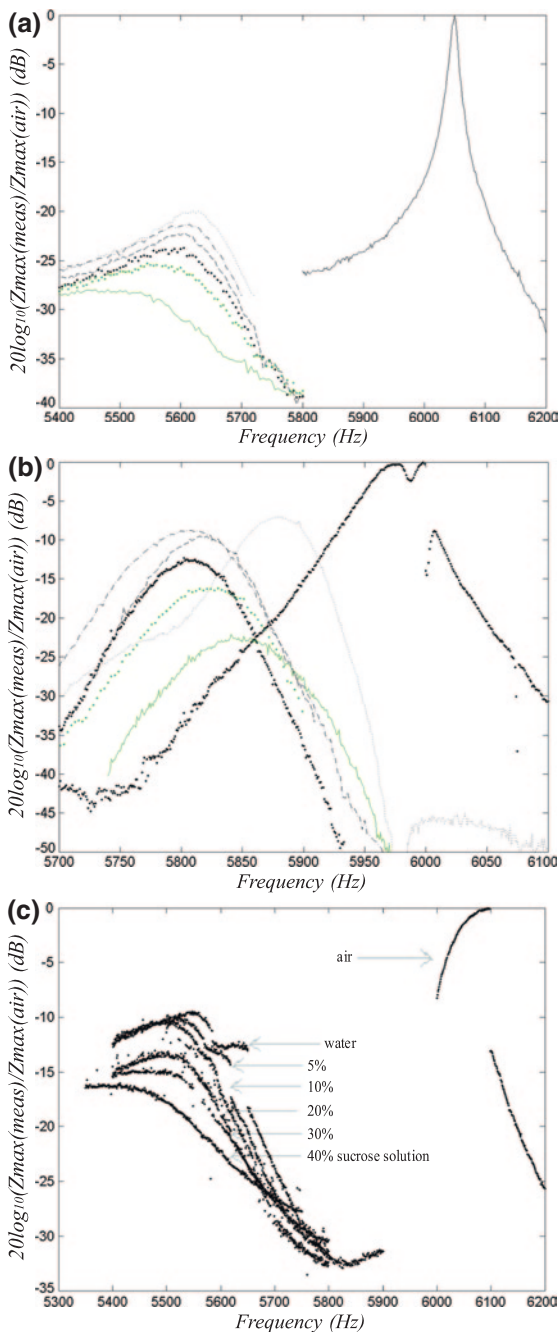 (a)
20log10(Zmax(meas)/Zmax(air)) (dB)
0
-5
-10
-15
-20
-25
-30
-35
-40
5400 5500 5600 5700 5800 5900 6000 6100 6200
Frequency (Hz)
(b)
20log10(Zmax(meas)/Zmax(air)) (dB)
0
-5
-10
-15
-20
-25
-30
-35
-40
-45
-50
5700 5750 5800 5850 5900 5950 6000 6050 6100
Frequency (Hz)
(c)
20log10(Zmax(meas)/Zmax(air)) (dB)
0
-5
-10
-15
-20
-25
-30
-35
air
water
5%
10%
20%
30%
40% sucrose solution
5300 5400 5500 5600 5700 5800 5900 6000 6100 6200
Frequency (Hz)